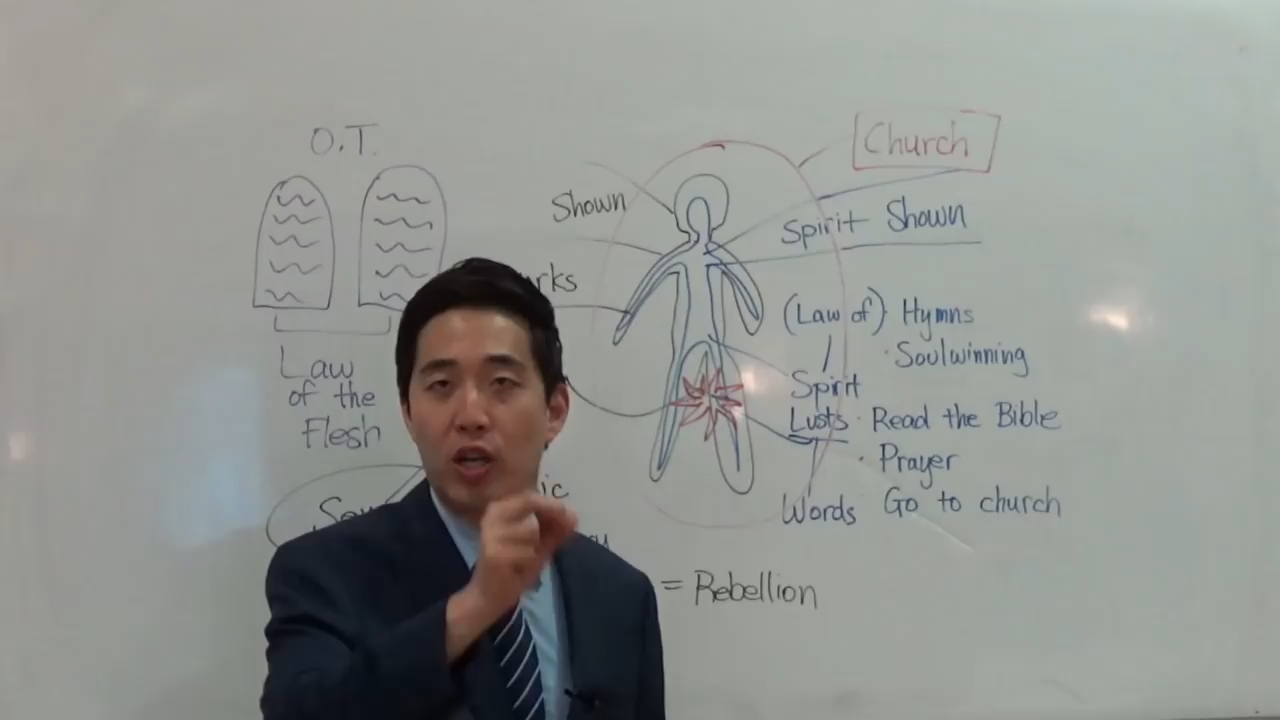 O.T.
Church
Shown
Spirit Shown
(Law of) Hymns
· Soulwinning
Law
of the
Flesh
Spirit
Lusts · Read the Bible
· Prayer
Words Go to church
= Rebellion